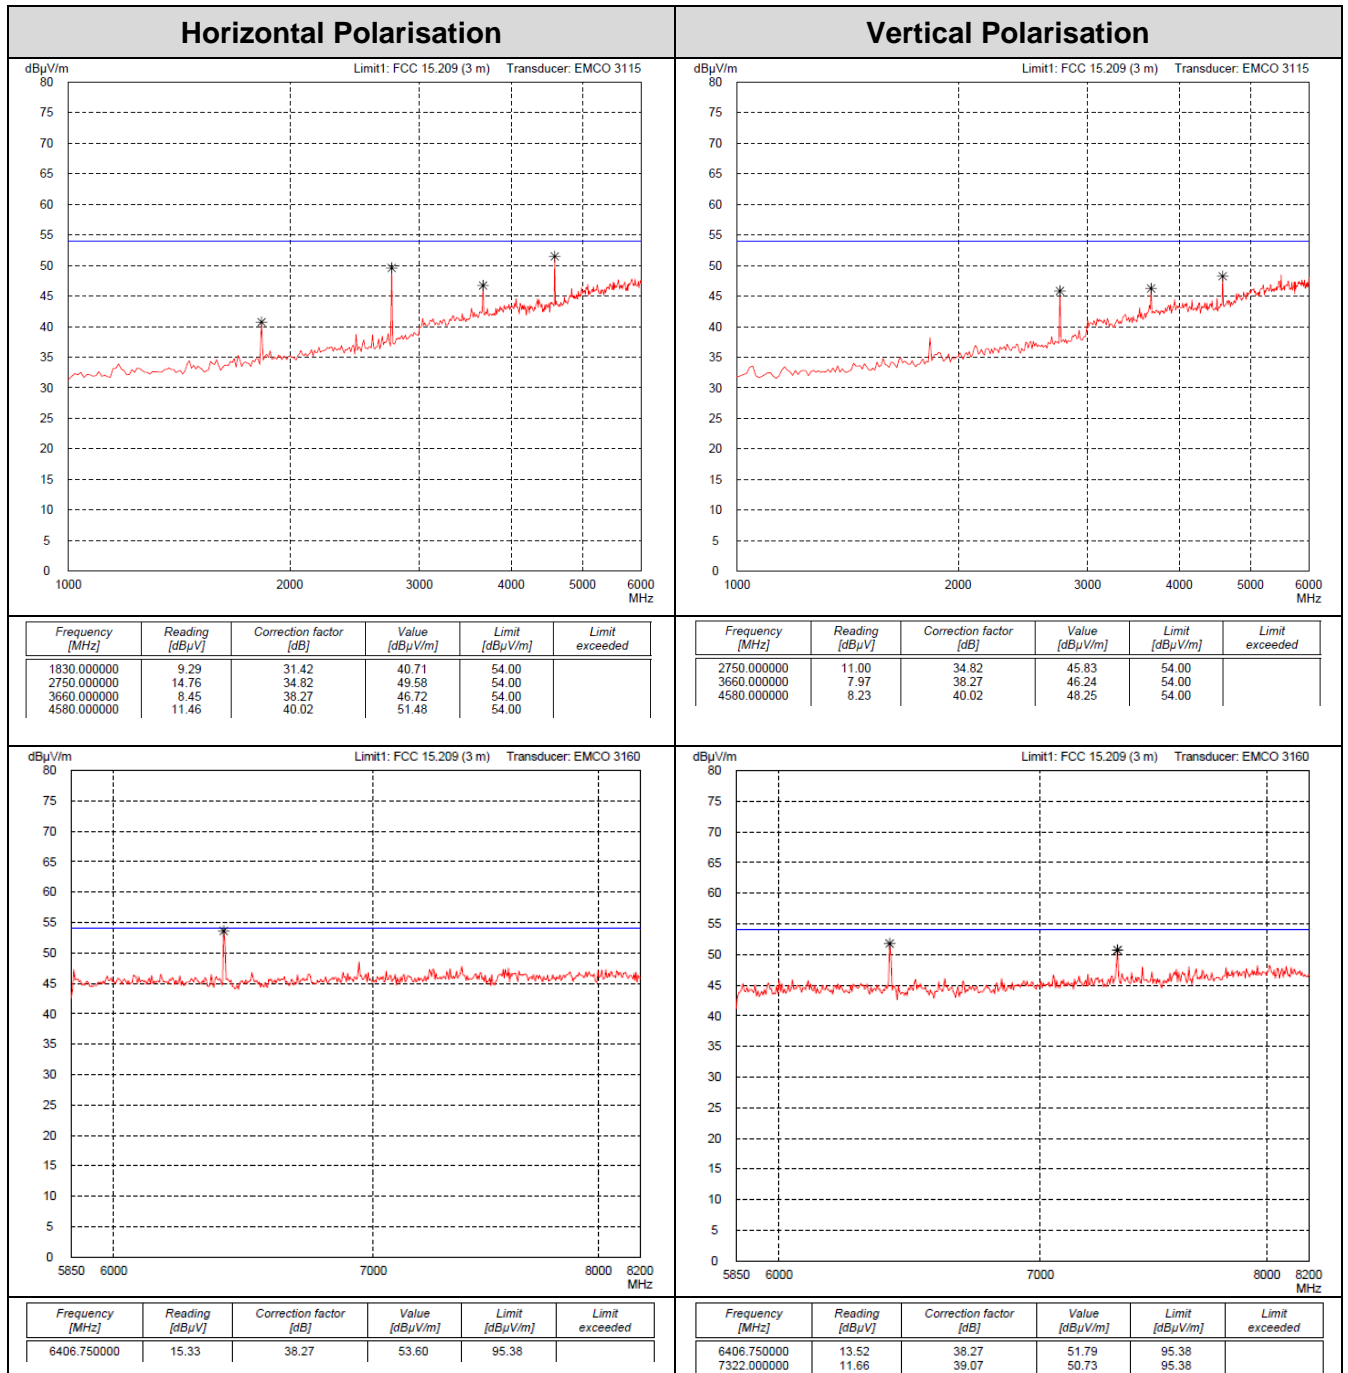 Horizontal Polarisation
Vertical Polarisation
dBµV/m Limit1: FCC 15.209 (3 m) Transducer: EMCO 3115
80
75
70
65
60
55
50
45
40
35
30
25
20
15
10
5
0
1000 2000 3000 4000 5000 6000
MHz
dBµV/m Limit1: FCC 15.209 (3 m) Transducer: EMCO 3115
80
75
70
65
60
55
50
45
40
35
30
25
20
15
10
5
0
1000 2000 3000 4000 5000 6000
MHz
Frequency [MHz] Reading [dBµV] Correction factor [dB] Value [dBµV/m] Limit [dBµV/m] Limit exceeded
1830.000000 9.29 31.42 40.71 54.00
2750.000000 14.76 34.82 49.58 54.00
3660.000000 8.45 38.27 46.72 54.00
4580.000000 11.46 40.02 51.48 54.00
Frequency [MHz] Reading [dBµV] Correction factor [dB] Value [dBµV/m] Limit [dBµV/m] Limit exceeded
2750.000000 11.00 34.82 45.83 54.00
3660.000000 7.97 38.27 46.24 54.00
4580.000000 8.23 40.02 48.25 54.00
dBµV/m Limit1: FCC 15.209 (3 m) Transducer: EMCO 3160
80
75
70
65
60
55
50
45
40
35
30
25
20
15
10
5
0
5850 6000 7000 8000 8200
MHz
dBµV/m Limit1: FCC 15.209 (3 m) Transducer: EMCO 3160
80
75
70
65
60
55
50
45
40
35
30
25
20
15
10
5
0
5850 6000 7000 8000 8200
MHz
Frequency [MHz] Reading [dBµV] Correction factor [dB] Value [dBµV/m] Limit [dBµV/m] Limit exceeded
6406.750000 15.33 38.27 53.60 95.38
Frequency [MHz] Reading [dBµV] Correction factor [dB] Value [dBµV/m] Limit [dBµV/m] Limit exceeded
6406.750000 13.52 38.27 51.79 95.38
7322.000000 11.66 39.07 50.73 95.38